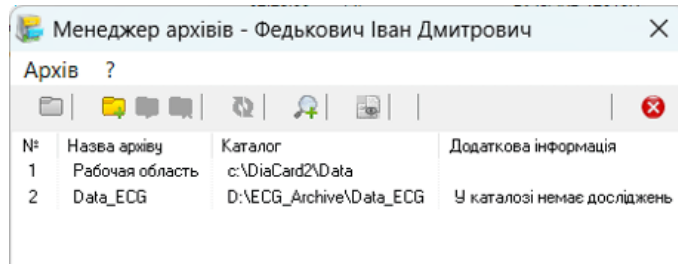 Менеджер архівів - Федькович Іван Дмитрович
Архів ?
№ Назва архіву Каталог Додаткова інформація
1 Рабочая область c:\DiaCard2\Data
2 Data_ECG D:\ECG_Archive\Data_ECG У каталозі немає досліджень